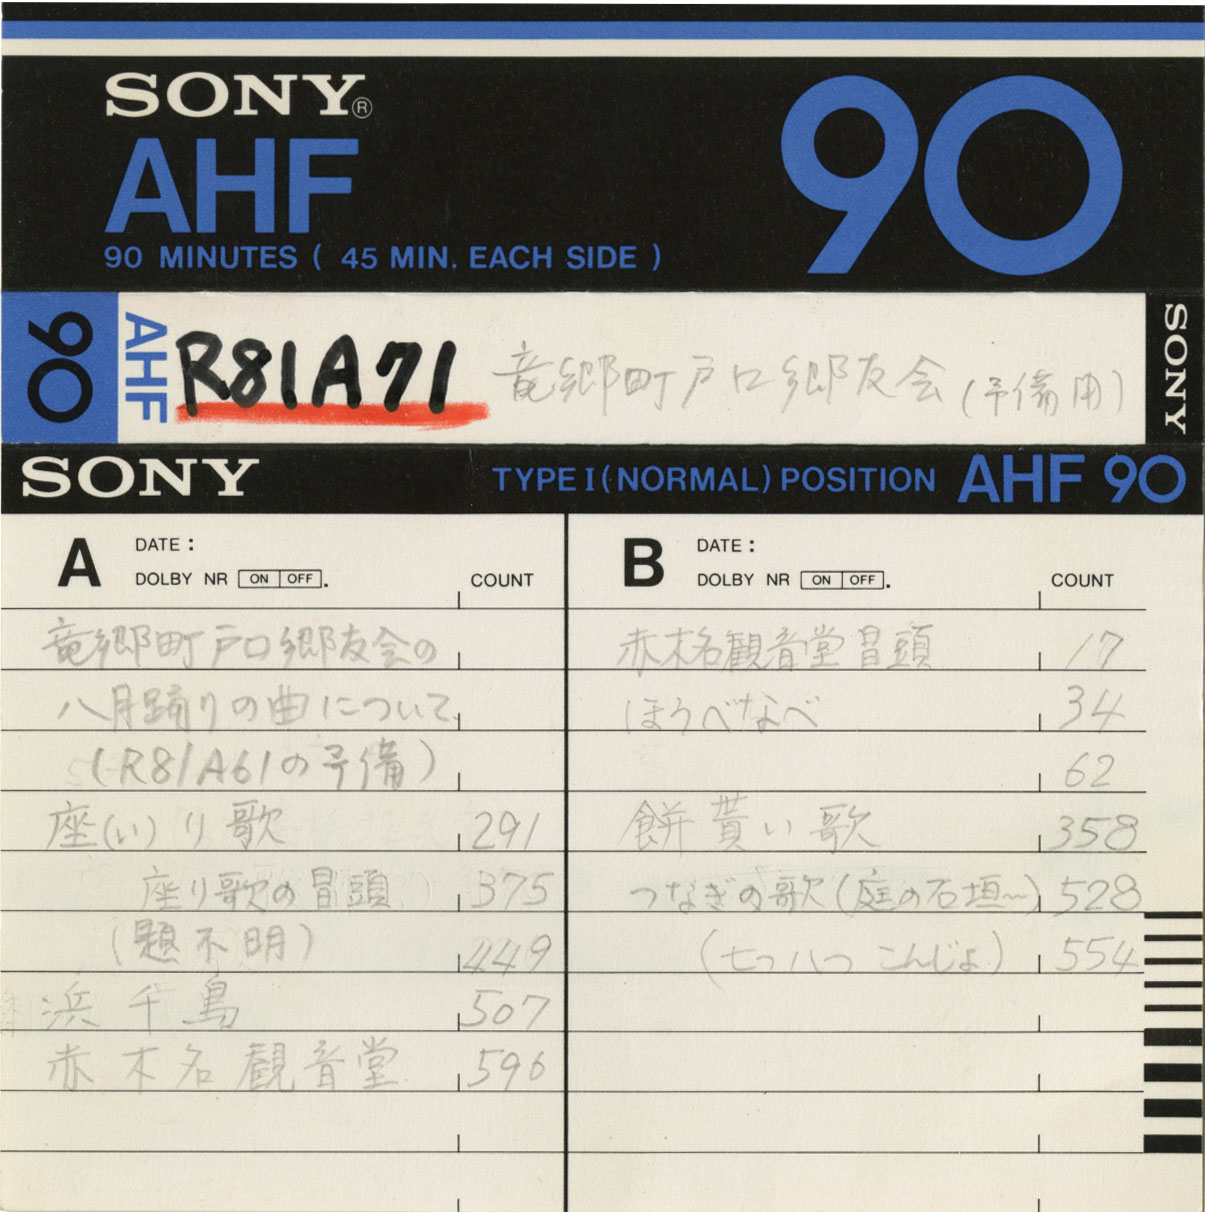 SONY®
AHF
90
90 MINUTES ( 45 MIN. EACH SIDE )
90
AHF
R81A71 竜郷町戸口郷友会(予備用)
SONY
SONY TYPE I (NORMAL) POSITION AHF 90
A DATE :
DOLBY NR ON OFF . COUNT
竜郷町戸口郷友会の
八月踊りの曲について
(R81A61の予備)
座(い)り歌 291
座り歌の冒頭 375
(題不明) 449
浜千鳥 507
赤木名観音堂 596
B DATE :
DOLBY NR ON OFF . COUNT
赤木名観音堂冒頭 17
ほうべなべ 34
62
餅貰い歌 358
つなぎの歌(庭の石垣〜) 528
(七つ八つ こんじょ) 554